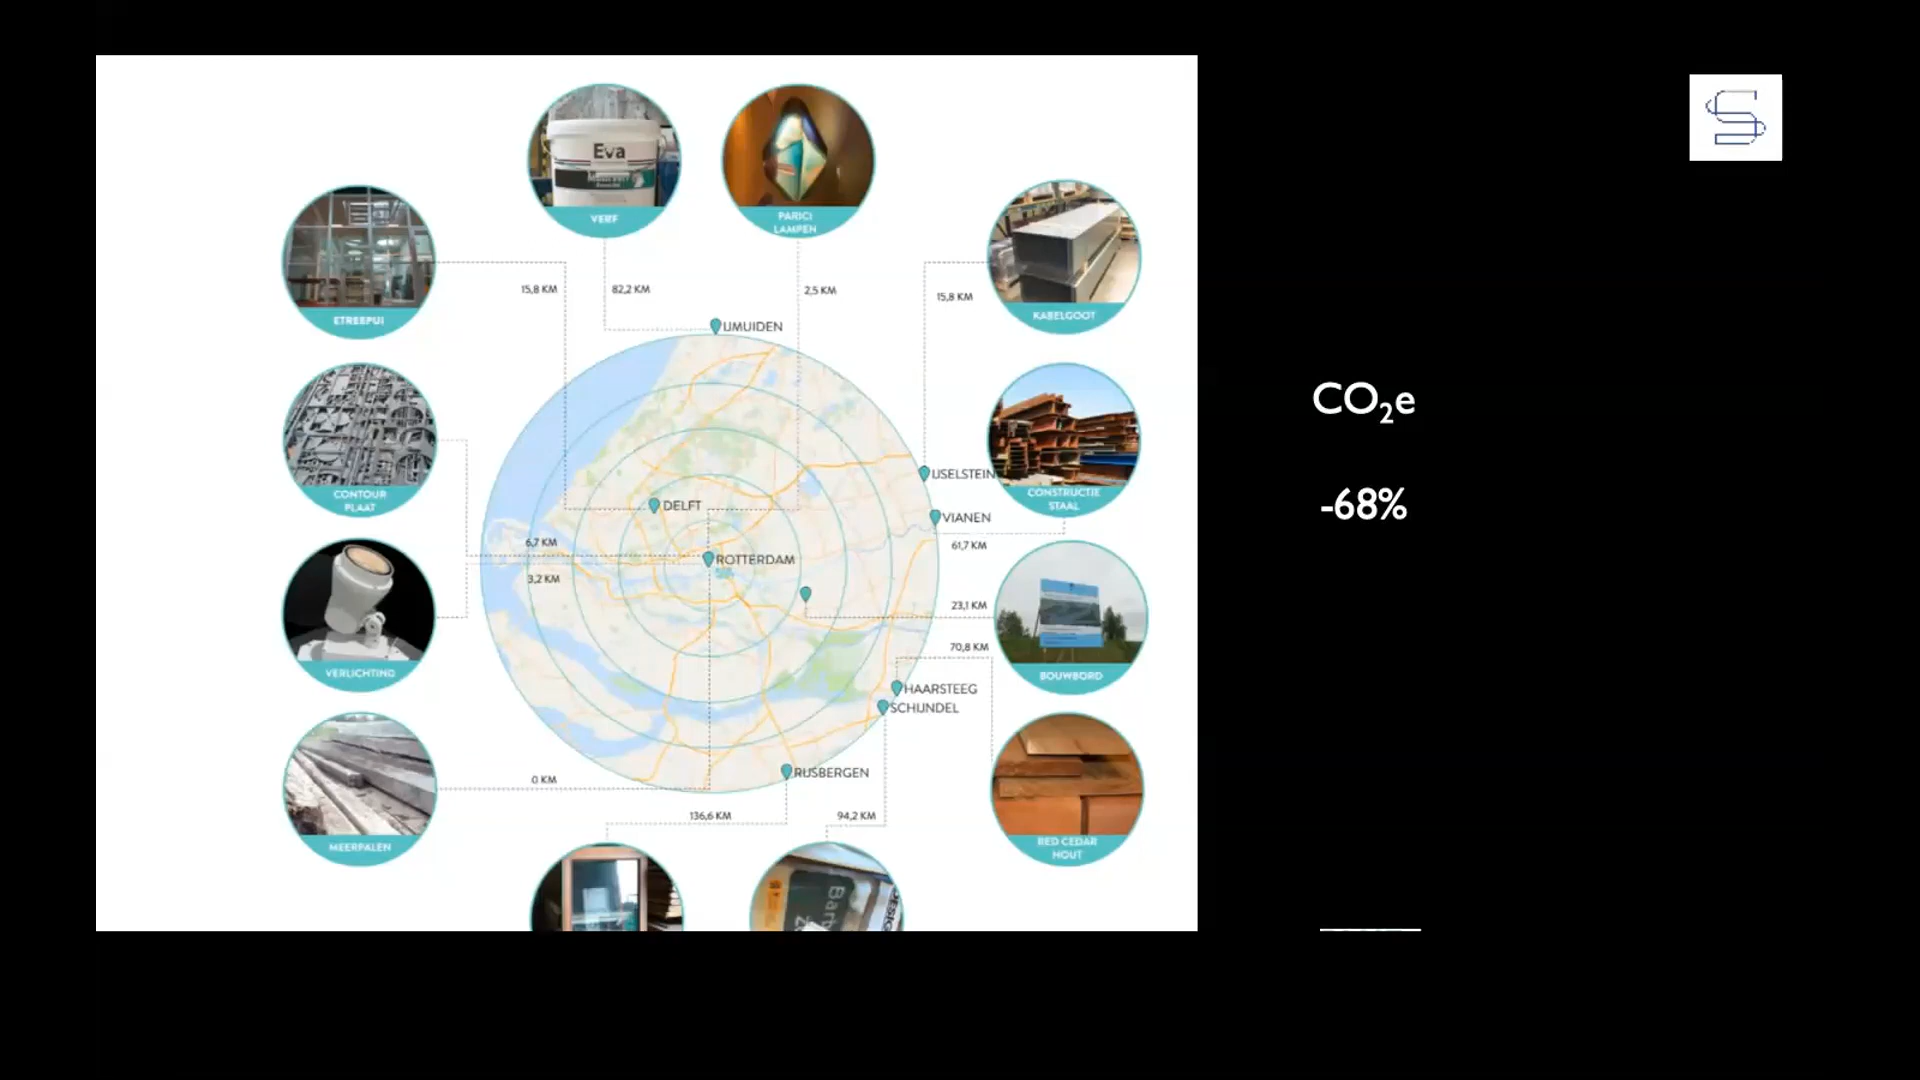 Eva
VERF
PARICI
LAMPEN
ETREEPUI
KABELGOOT
15,8 KM
82,2 KM
2,5 KM
15,8 KM
IJMUIDEN
CONTOUR
PLAAT
IJSELSTEIN
CONSTRUCTIE
STAAL
DELFT
VIANEN
6,7 KM
61,7 KM
ROTTERDAM
3,2 KM
23,1 KM
VERLICHTING
70,8 KM
BOUWBORD
HAARSTEEG
SCHIJNDEL
RIJSBERGEN
0 KM
136,6 KM
94,2 KM
MEERPALEN
RED CEDAR
HOUT
CO₂e
-68%